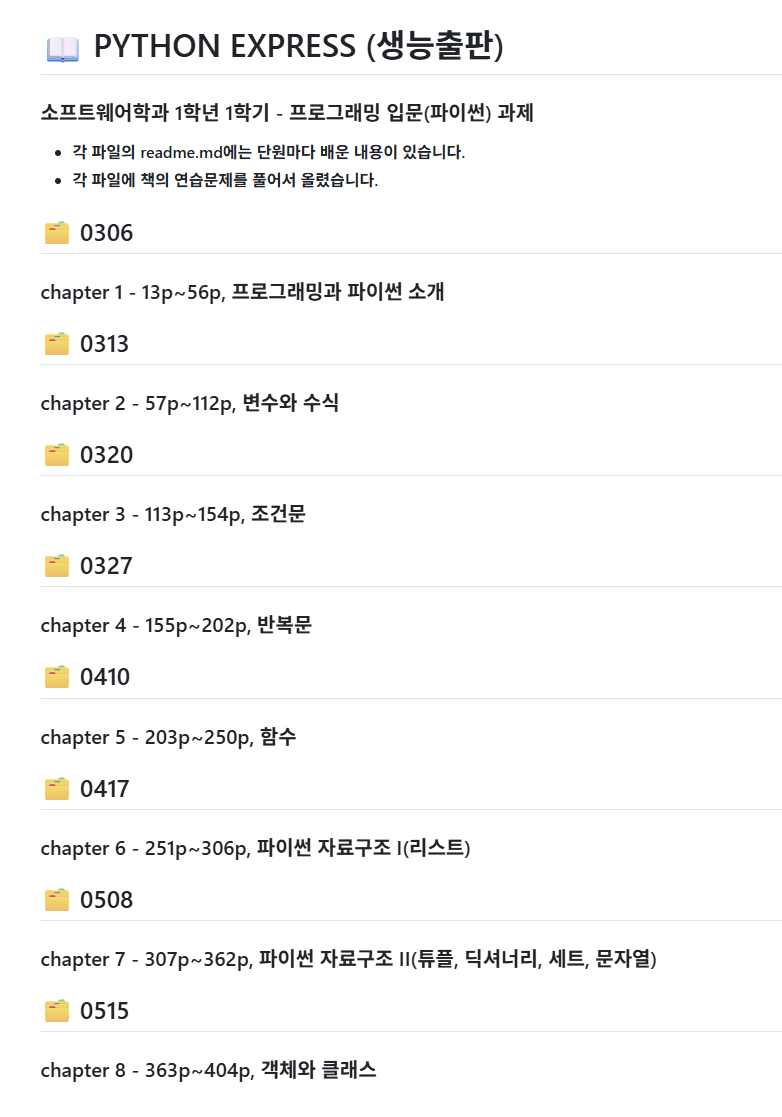 PYTHON EXPRESS (생능출판)
소프트웨어학과 1학년 1학기 - 프로그래밍 입문(파이썬) 과제
각 파일의 readme.md에는 단원마다 배운 내용이 있습니다.
각 파일에 책의 연습문제를 풀어서 올렸습니다.
0306
chapter 1 - 13p~56p, 프로그래밍과 파이썬 소개
0313
chapter 2 - 57p~112p, 변수와 수식
0320
chapter 3 - 113p~154p, 조건문
0327
chapter 4 - 155p~202p, 반복문
0410
chapter 5 - 203p~250p, 함수
0417
chapter 6 - 251p~306p, 파이썬 자료구조 I(리스트)
0508
chapter 7 - 307p~362p, 파이썬 자료구조 II(튜플, 딕셔너리, 세트, 문자열)
0515
chapter 8 - 363p~404p, 객체와 클래스